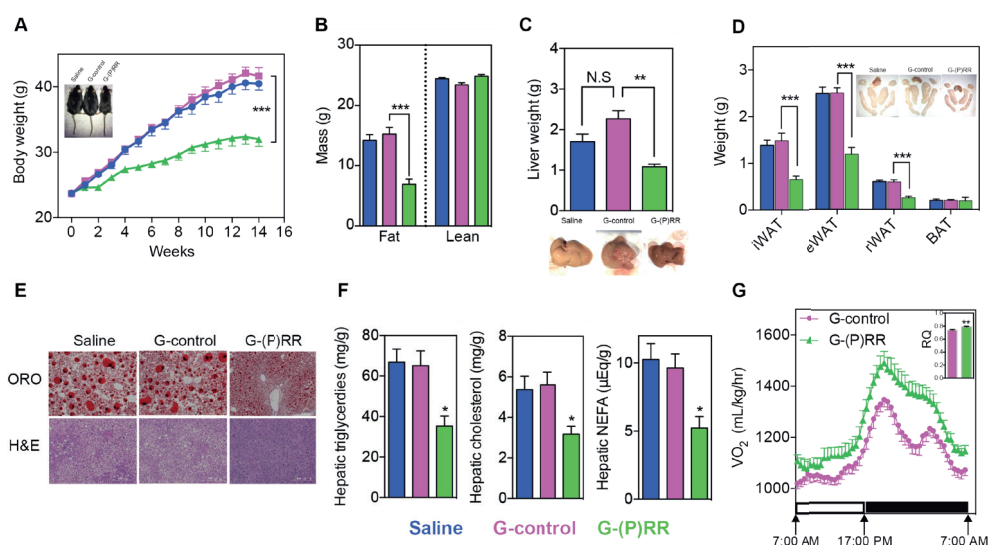 A
Body weight (g)
40
30
20
Saline
G-control
G-(P)RR
***
0 2 4 6 8 10 12 14 16
Weeks
B
Mass (g)
30
20
10
0
***
Fat Lean
C
Liver weight (g)
4
3
2
1
0
N.S **
Saline G-control G-(P)RR
D
Weight (g)
3
2
1
0
*** *** ***
Saline G-control G-(P)RR
iWAT eWAT rWAT BAT
E
Saline G-control G-(P)RR
ORO
H&E
F
Hepatic triglycerdies (mg/g)
80
60
40
20
0
*
Hepatic cholesterol (mg/g)
8
6
4
2
0
*
Hepatic NEFA (µEq/g)
10
5
0
*
Saline G-control G-(P)RR
G
VO2 (mL/kg/hr)
1600
1400
1200
1000
G-control
G-(P)RR
RQ
1.0
0.8
0.6
0.4
0.2
0.0
**
7:00 AM 17:00 PM 7:00 AM